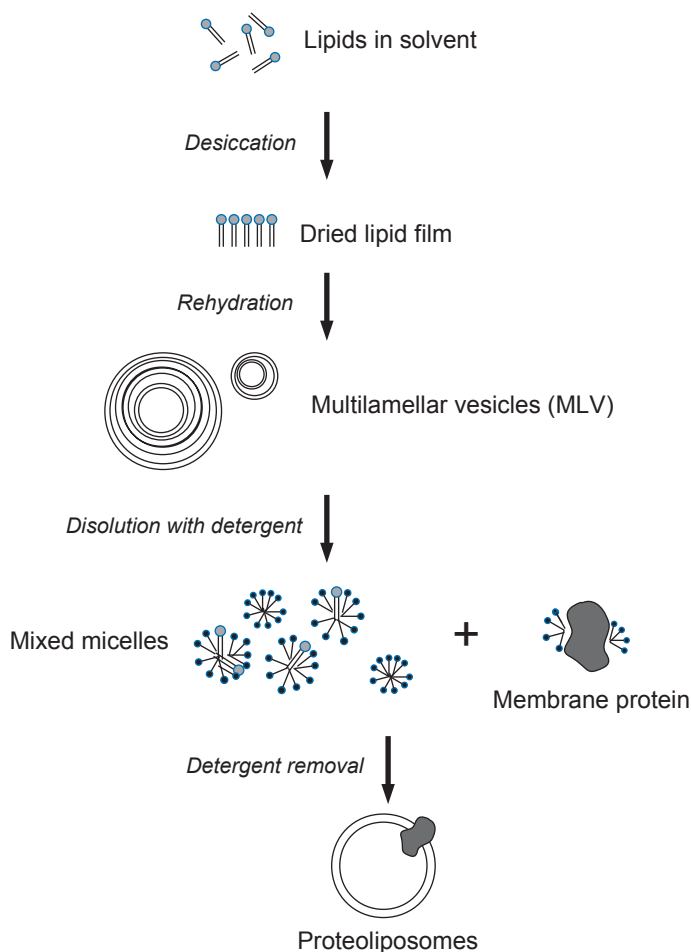 Lipids in solvent
Desiccation
Dried lipid film
Rehydration
Multilamellar vesicles (MLV)
Disolution with detergent
Mixed micelles
+
Membrane protein
Detergent removal
Proteoliposomes